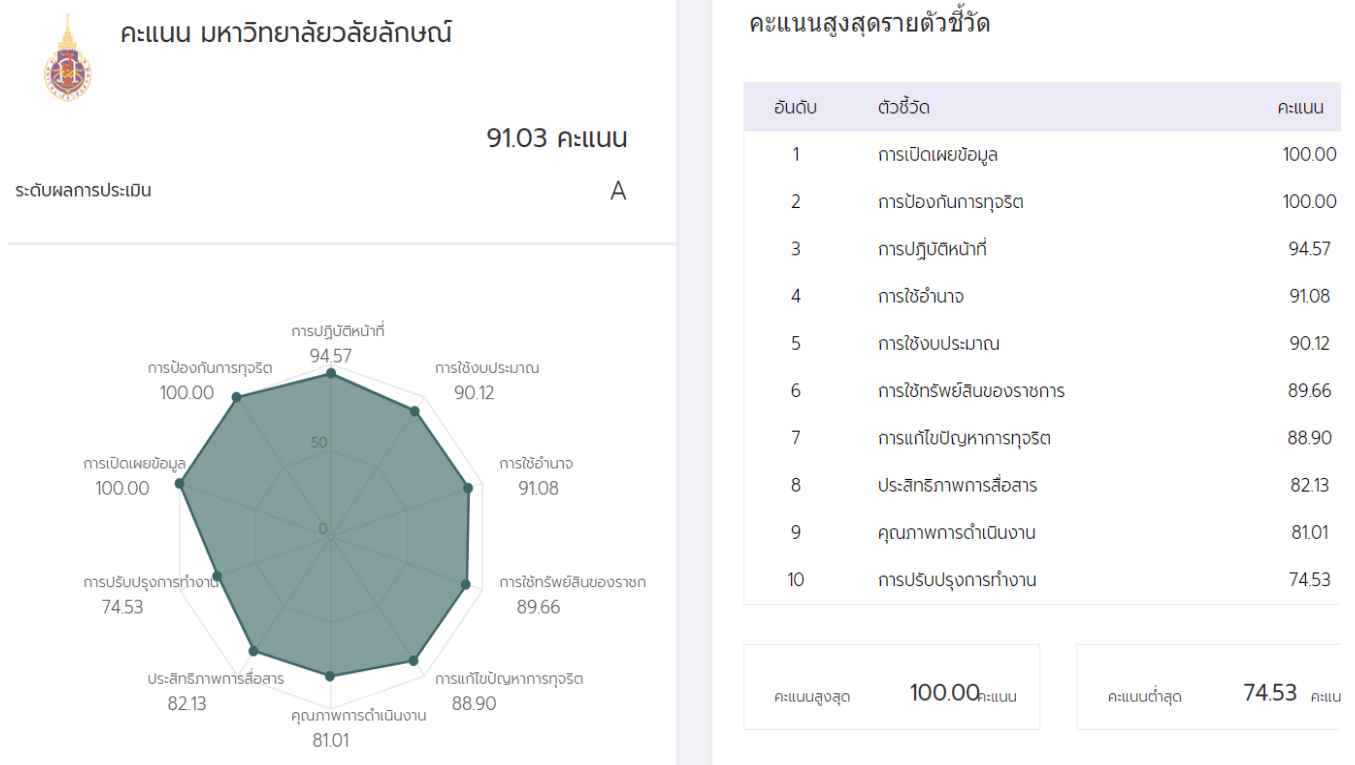 คะแนน มหาวิทยาลัยวลัยลักษณ์
91.03 คะแนน
ระดับผลการประเมิน A
การปฏิบัติหน้าที่
94.57
การป้องกันการทุจริต
100.00
การใช้งบประมาณ
90.12
50
การเปิดเผยข้อมูล
100.00
การใช้อำนาจ
91.08
0
การปรับปรุงการทำงาน
74.53
การใช้ทรัพย์สินของราชก
89.66
ประสิทธิภาพการสื่อสาร
82.13
การแก้ไขปัญหาการทุจริต
88.90
คุณภาพการดำเนินงาน
81.01
คะแนนสูงสุดรายตัวชี้วัด
อันดับ ตัวชี้วัด คะแนน
1 การเปิดเผยข้อมูล 100.00
2 การป้องกันการทุจริต 100.00
3 การปฏิบัติหน้าที่ 94.57
4 การใช้อำนาจ 91.08
5 การใช้งบประมาณ 90.12
6 การใช้ทรัพย์สินของราชการ 89.66
7 การแก้ไขปัญหาการทุจริต 88.90
8 ประสิทธิภาพการสื่อสาร 82.13
9 คุณภาพการดำเนินงาน 81.01
10 การปรับปรุงการทำงาน 74.53
คะแนนสูงสุด 100.00 คะแนน
คะแนนต่ำสุด 74.53 คะแน